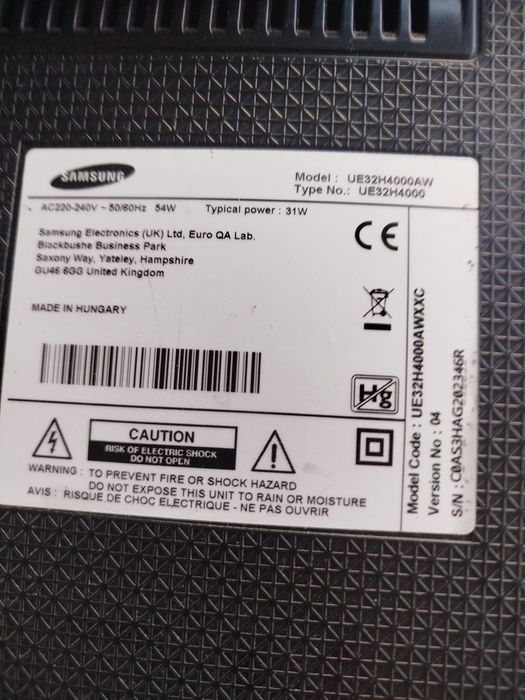 SAMSUNG
Model : UE32H4000AW
Type No.: UE32H4000
AC220-240V ~ 50/60Hz 54W Typical power : 31W
Samsung Electronics (UK) Ltd, Euro QA Lab.
Blackbushe Business Park
Saxony Way, Yateley, Hampshire
GU46 6GG United Kingdom
CE
MADE IN HUNGARY
Hg
CAUTION
RISK OF ELECTRIC SHOCK
DO NOT OPEN
WARNING : TO PREVENT FIRE OR SHOCK HAZARD
DO NOT EXPOSE THIS UNIT TO RAIN OR MOISTURE
AVIS : RISQUE DE CHOC ELECTRIQUE - NE PAS OUVRIR
Model Code : UE32H4000AWXXC
Version No : 04
S/N : C0AS3HAG202346R